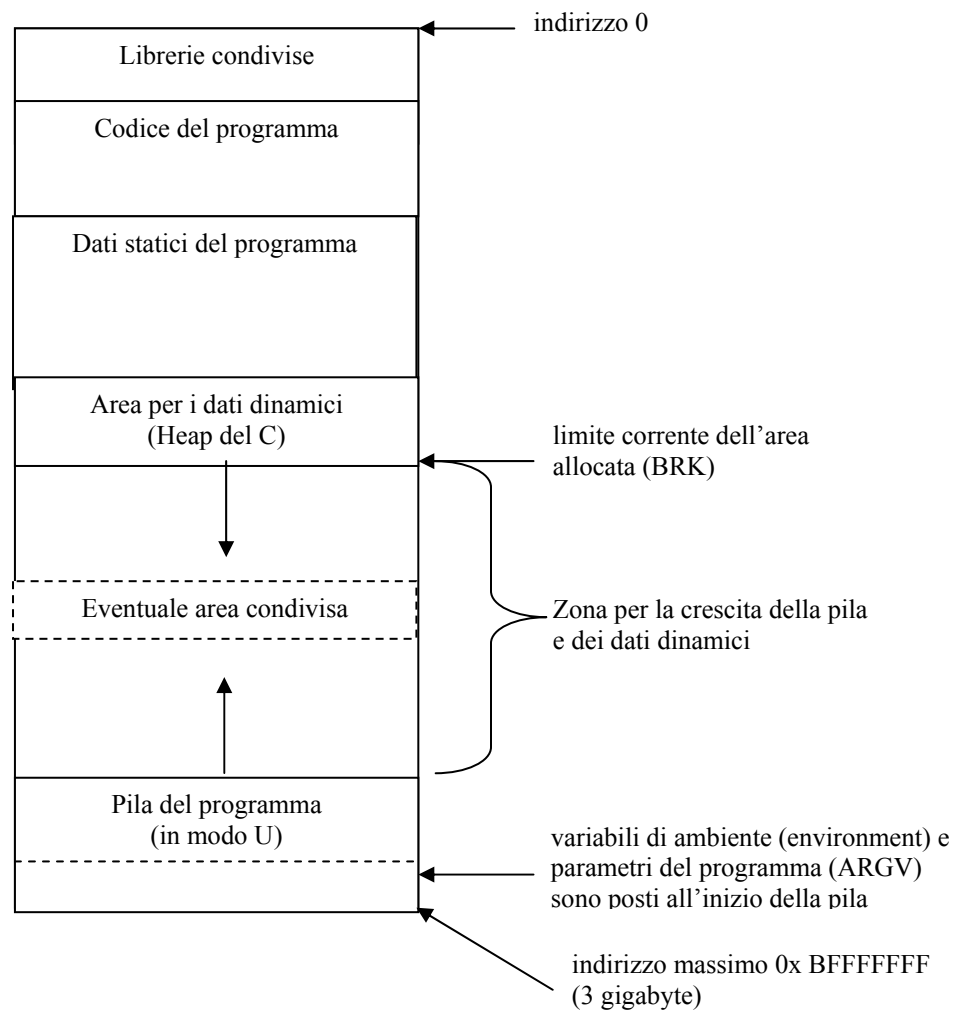 indirizzo 0
Librerie condivise
Codice del programma
Dati statici del programma
Area per i dati dinamici
(Heap del C)
limite corrente dell’area
allocata (BRK)
Eventuale area condivisa
Zona per la crescita della pila
e dei dati dinamici
Pila del programma
(in modo U)
variabili di ambiente (environment) e
parametri del programma (ARGV)
sono posti all’inizio della pila
indirizzo massimo 0x BFFFFFFF
(3 gigabyte)